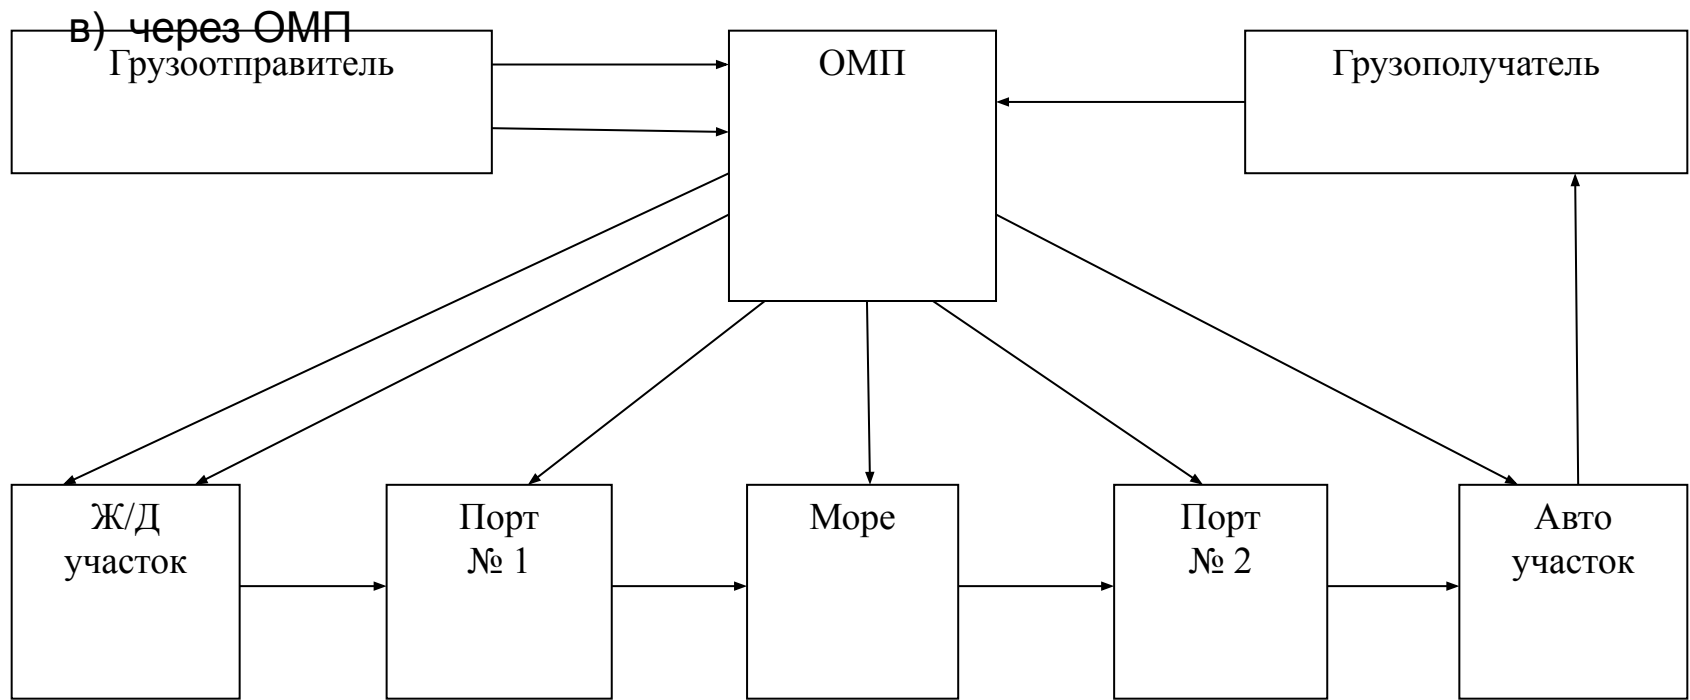 в) через ОМП
Грузоотправитель
ОМП
Грузополучатель
Ж/Д
участок
Порт
№ 1
Море
Порт
№ 2
Авто
участок